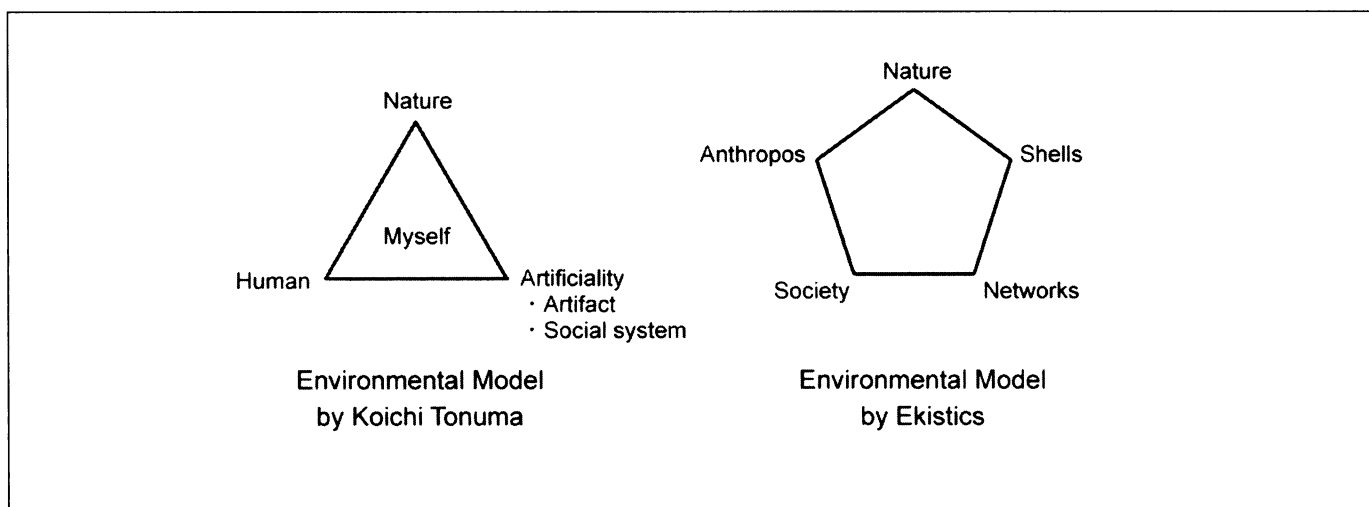 Nature
Myself
Human
Artificiality
・Artifact
・Social system
Environmental Model
by Koichi Tonuma
Nature
Anthropos
Shells
Society
Networks
Environmental Model
by Ekistics